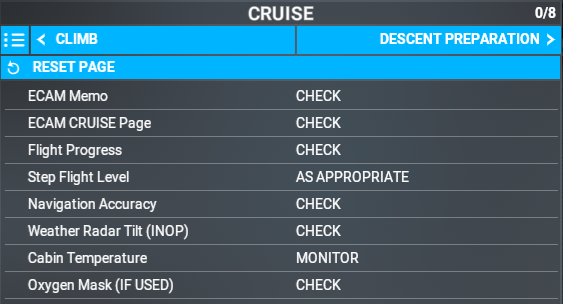 CRUISE 0/8
< CLIMB DESCENT PREPARATION >
RESET PAGE
ECAM Memo CHECK
ECAM CRUISE Page CHECK
Flight Progress CHECK
Step Flight Level AS APPROPRIATE
Navigation Accuracy CHECK
Weather Radar Tilt (INOP) CHECK
Cabin Temperature MONITOR
Oxygen Mask (IF USED) CHECK